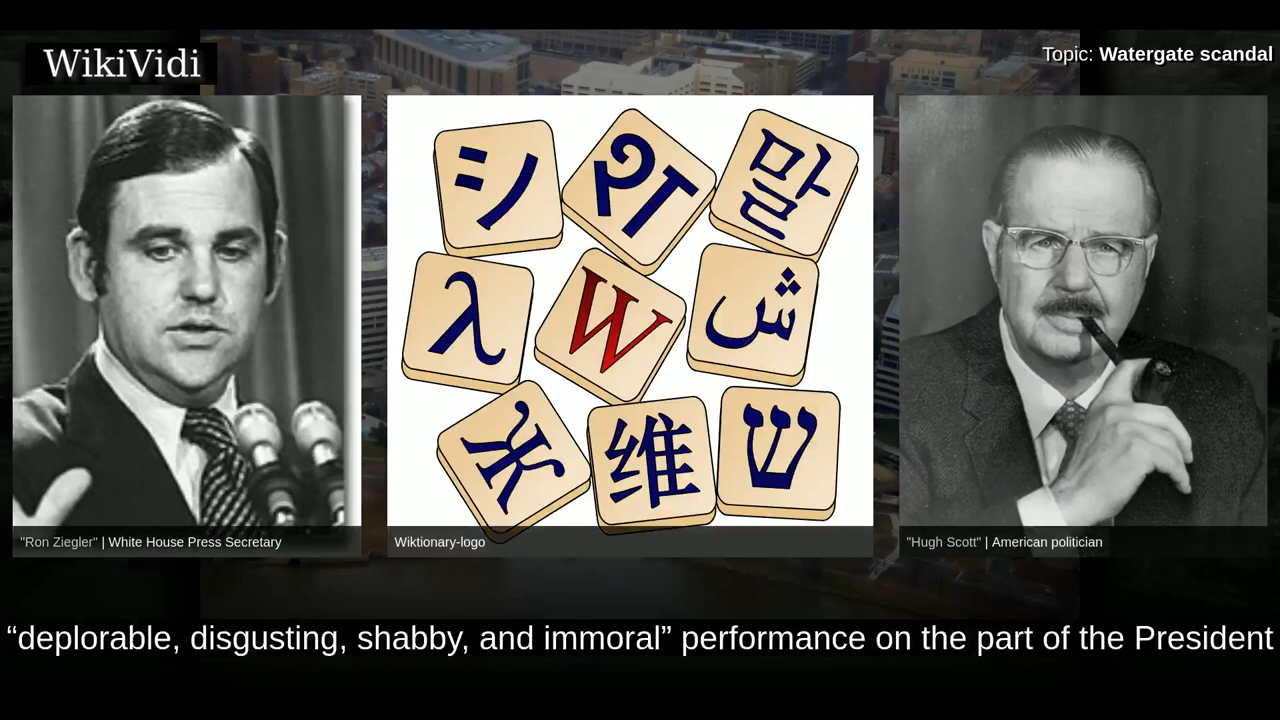 WikiVidi
Topic: Watergate scandal
シ
श
말
λ
W
ش
Ж
维
ש
"Ron Ziegler" | White House Press Secretary
Wiktionary-logo
"Hugh Scott" | American politician
“deplorable, disgusting, shabby, and immoral” performance on the part of the President